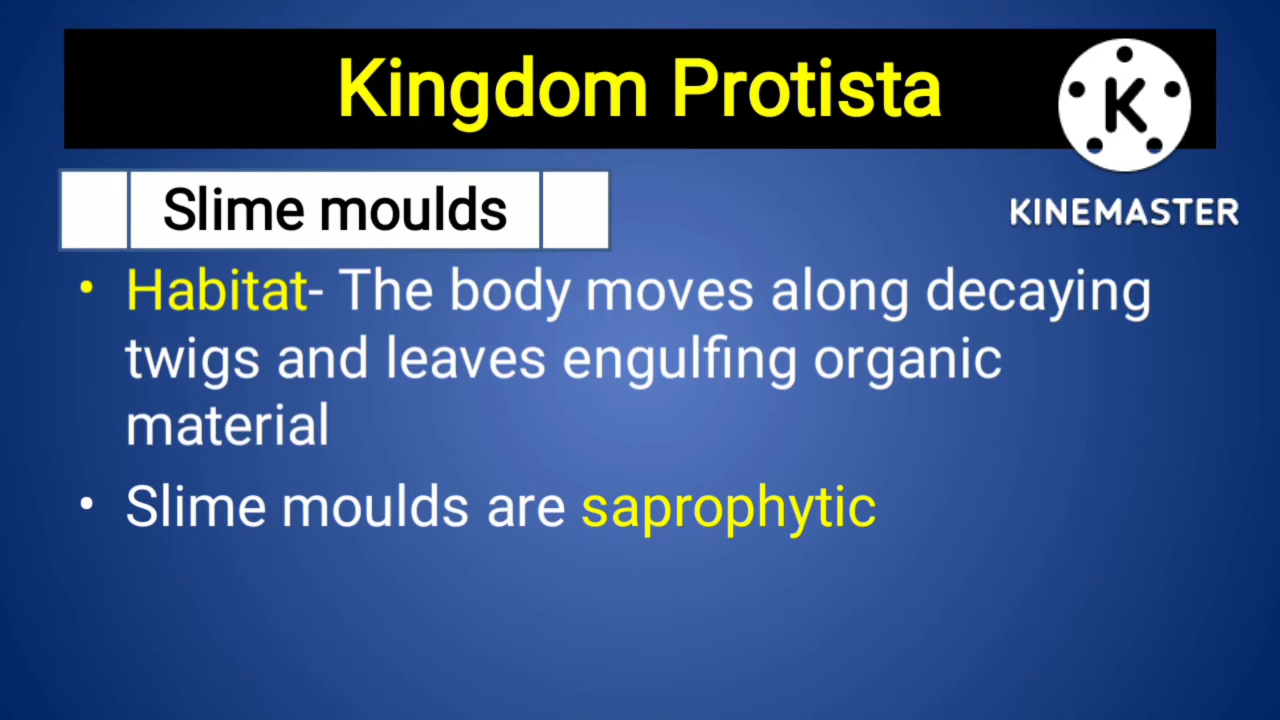 Kingdom Protista
K
KINEMASTER
Slime moulds
• Habitat- The body moves along decaying
twigs and leaves engulfing organic
material
• Slime moulds are saprophytic